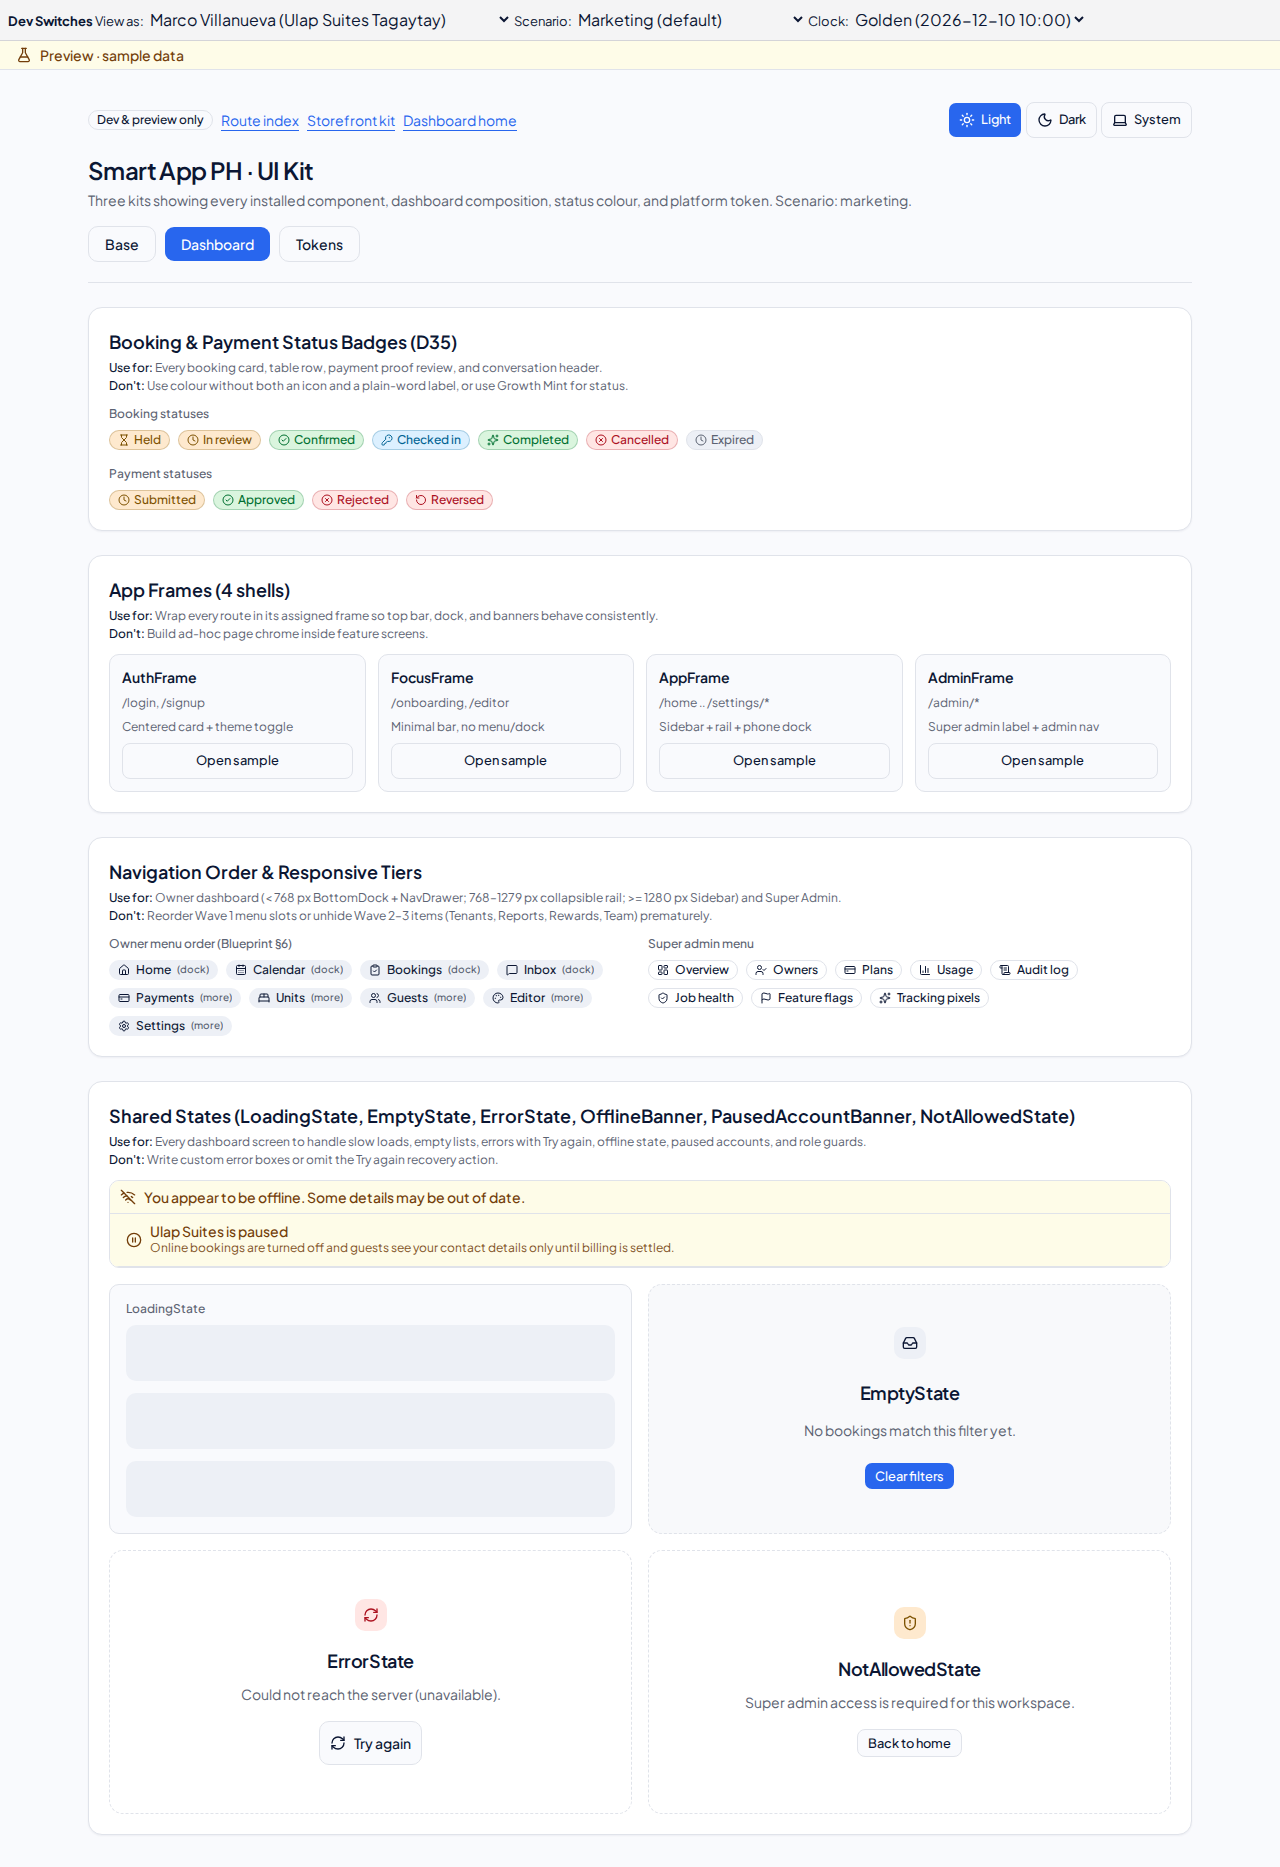 Dev Switches View as: Marco Villanueva (Ulap Suites Tagaytay) Scenario: Marketing (default) Clock: Golden (2026-12-10 10:00)
Preview · sample data
Dev & preview only Route index Storefront kit Dashboard home Light Dark System
Smart App PH · UI Kit
Three kits showing every installed component, dashboard composition, status colour, and platform token. Scenario: marketing.
Base Dashboard Tokens
Booking & Payment Status Badges (D35)
Use for: Every booking card, table row, payment proof review, and conversation header.
Don't: Use colour without both an icon and a plain-word label, or use Growth Mint for status.
Booking statuses
Held In review Confirmed Checked in Completed Cancelled Expired
Payment statuses
Submitted Approved Rejected Reversed
App Frames (4 shells)
Use for: Wrap every route in its assigned frame so top bar, dock, and banners behave consistently.
Don't: Build ad-hoc page chrome inside feature screens.
AuthFrame
/login, /signup
Centered card + theme toggle
Open sample
FocusFrame
/onboarding, /editor
Minimal bar, no menu/dock
Open sample
AppFrame
/home .. /settings/*
Sidebar + rail + phone dock
Open sample
AdminFrame
/admin/*
Super admin label + admin nav
Open sample
Navigation Order & Responsive Tiers
Use for: Owner dashboard (< 768 px BottomDock + NavDrawer; 768–1279 px collapsible rail; >= 1280 px Sidebar) and Super Admin.
Don't: Reorder Wave 1 menu slots or unhide Wave 2–3 items (Tenants, Reports, Rewards, Team) prematurely.
Owner menu order (Blueprint §6)
Home (dock) Calendar (dock) Bookings (dock) Inbox (dock)
Payments (more) Units (more) Guests (more) Editor (more)
Settings (more)
Super admin menu
Overview Owners Plans Usage Audit log
Job health Feature flags Tracking pixels
Shared States (LoadingState, EmptyState, ErrorState, OfflineBanner, PausedAccountBanner, NotAllowedState)
Use for: Every dashboard screen to handle slow loads, empty lists, errors with Try again, offline state, paused accounts, and role guards.
Don't: Write custom error boxes or omit the Try again recovery action.
You appear to be offline. Some details may be out of date.
Ulap Suites is paused
Online bookings are turned off and guests see your contact details only until billing is settled.
LoadingState
EmptyState
No bookings match this filter yet.
Clear filters
ErrorState
Could not reach the server (unavailable).
Try again
NotAllowedState
Super admin access is required for this workspace.
Back to home